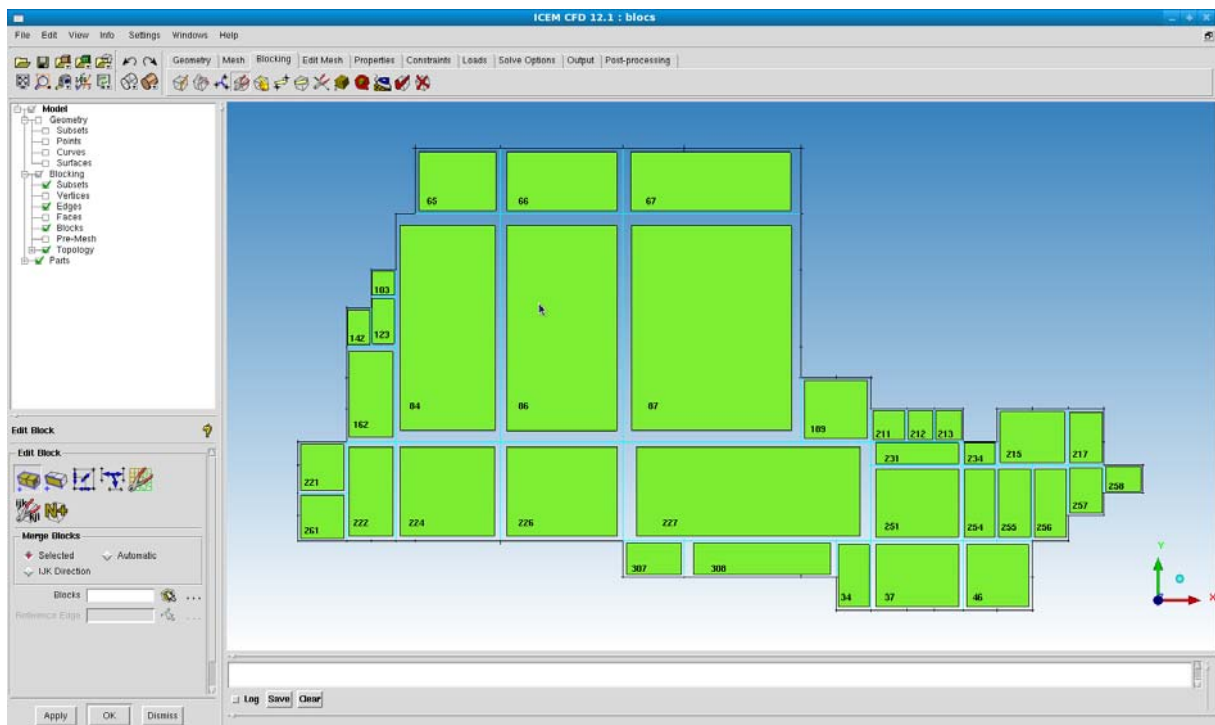 ICEM CFD 12.1 : blocs
File Edit View Info Settings Windows Help
Geometry Mesh Blocking Edit Mesh Properties Constraints Loads Solve Options Output Post-processing
Model
Geometry
Subsets
Points
Curves
Surfaces
Blocking
Subsets
Vertices
Edges
Faces
Blocks
Pre-Mesh
Topology
Parts
Edit Block
Edit Block
Merge Blocks
Selected Automatic
IJK Direction
Blocks
Reference Edge
Apply OK Dismiss
65 66 67
103
142 123
84 86 87
162
189
211 212 213
215 217
231 234
221
258
257
222 224 226 227
251 254 255 256
261
307 308
34 37 46
Y
X
Log Save Clear